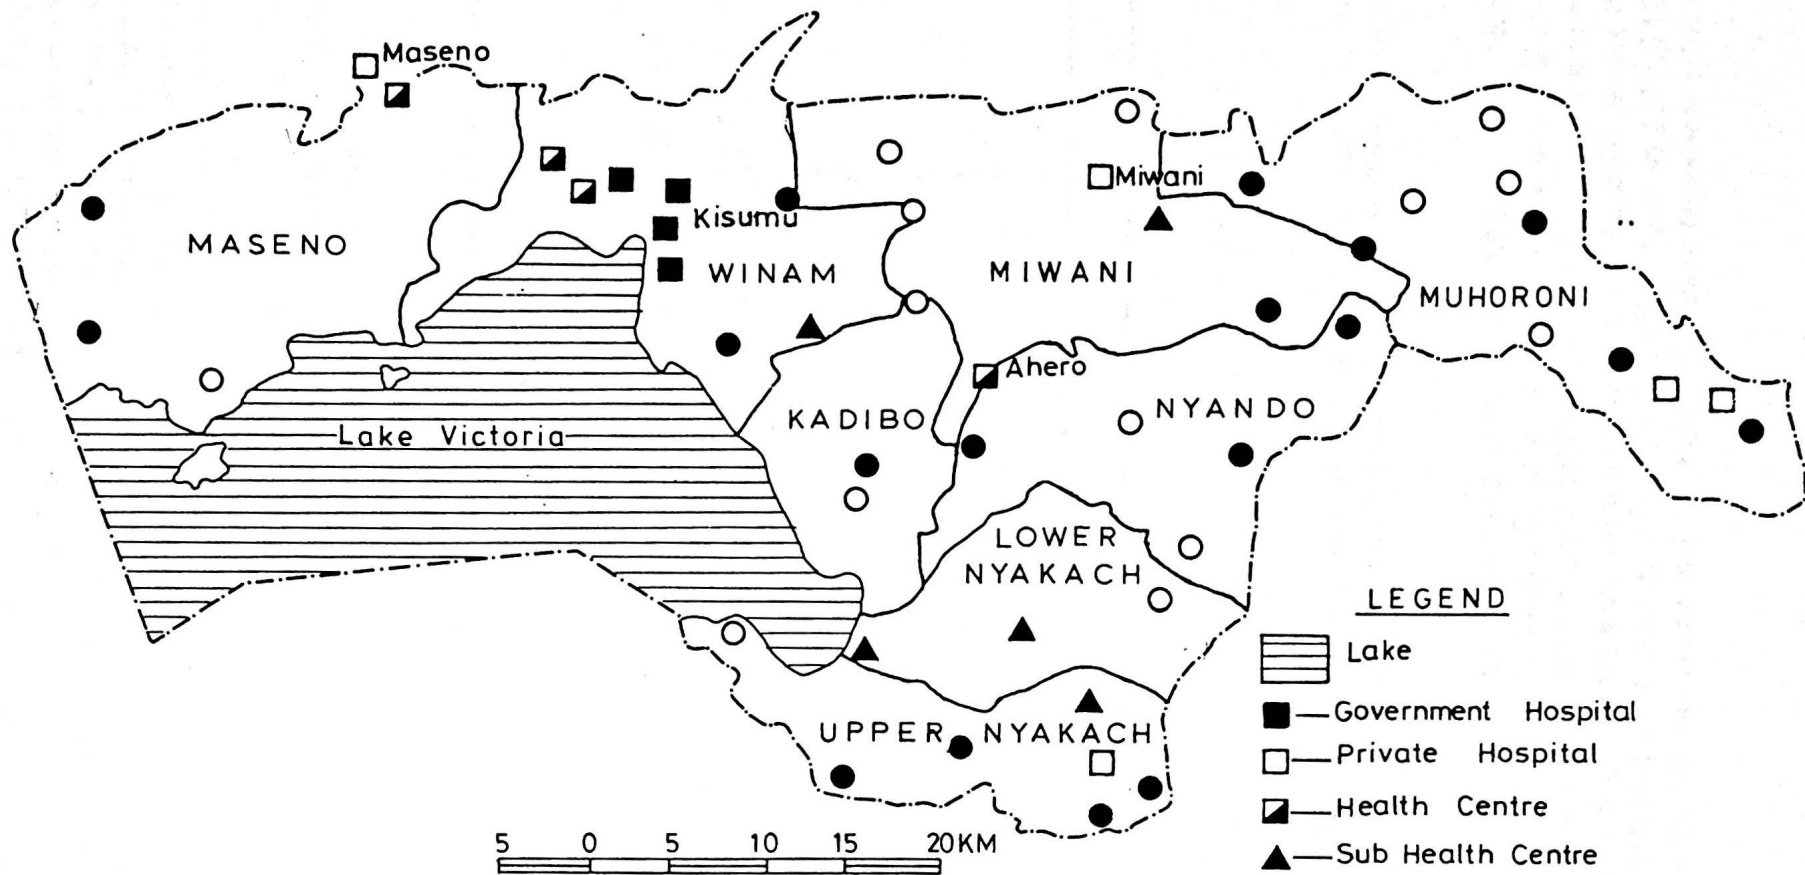 Maseno
Miwani
Kisumu
MASENO
WINAM
MIWANI
MUHORONI
Ahero
KADIBO
NYANDO
Lake Victoria
LOWER
NYAKACH
UPPER NYAKACH
LEGEND
Lake
Government Hospital
Private Hospital
Health Centre
Sub Health Centre
5 0 5 10 15 20KM